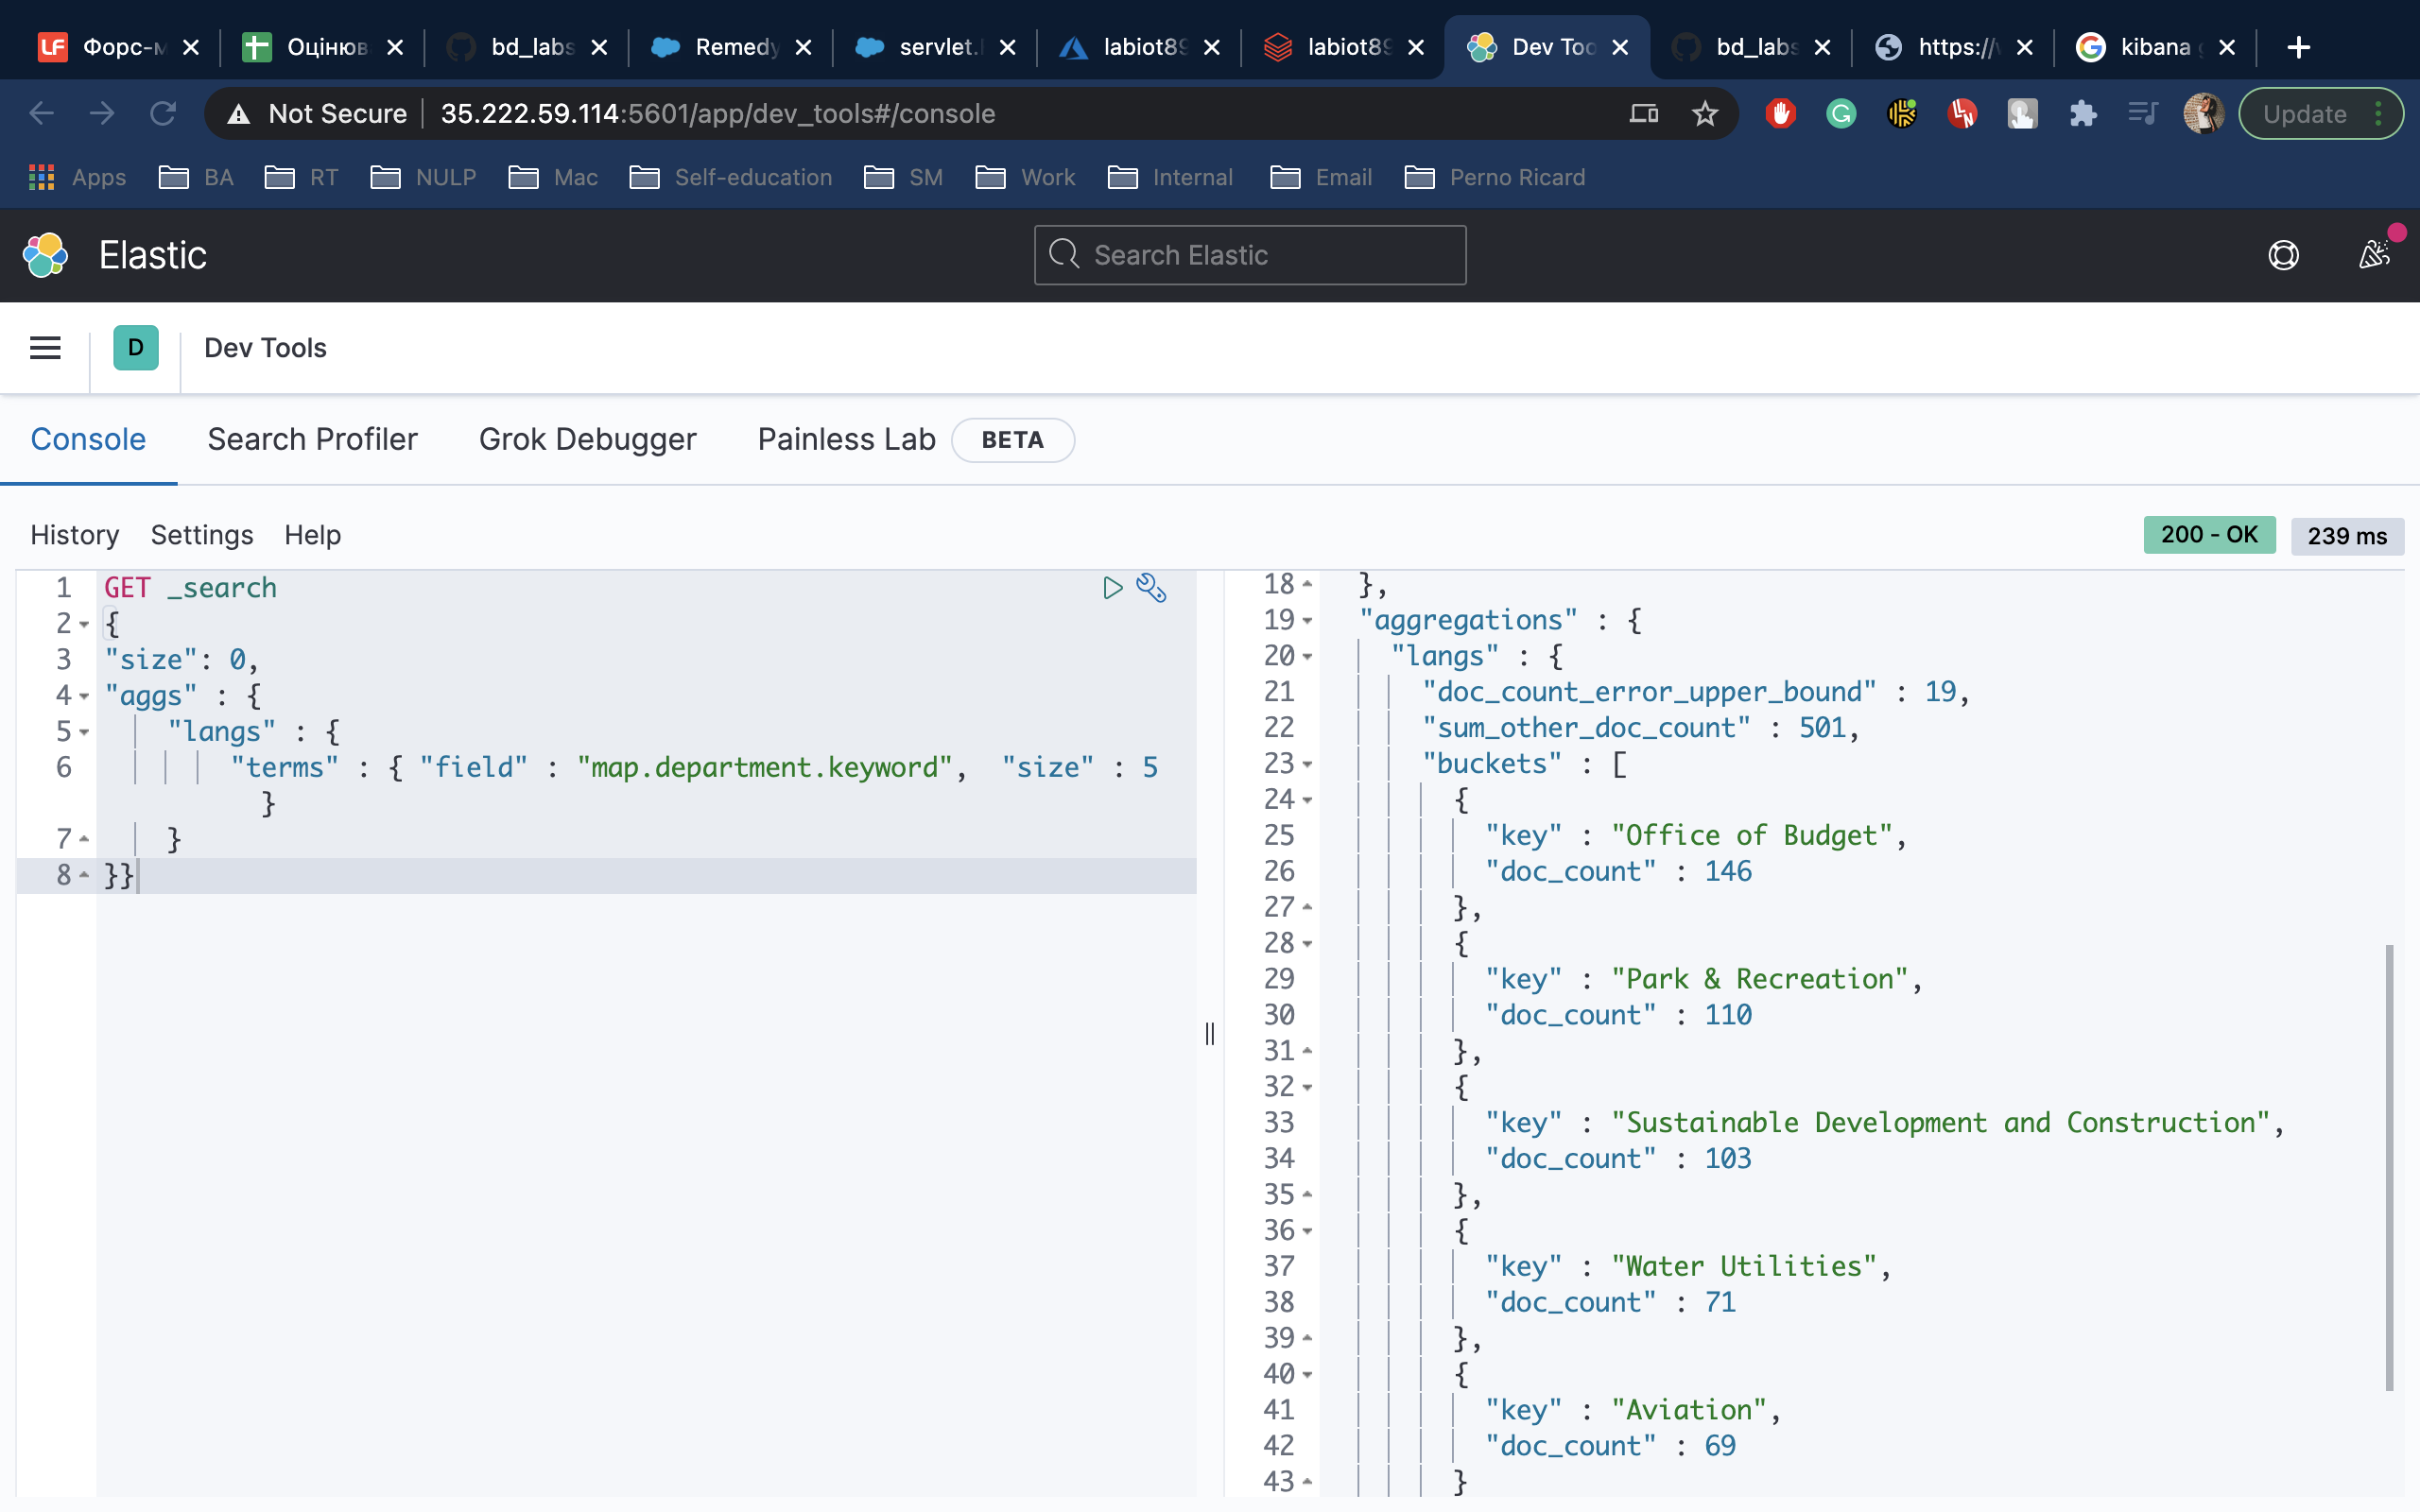 Форс-м Оцінюв bd_labs Remedy servlet. labiot89 labiot89 Dev Too bd_labs https:// kibana
Not Secure 35.222.59.114:5601/app/dev_tools#/console Update
Apps BA RT NULP Mac Self-education SM Work Internal Email Perno Ricard
Elastic Search Elastic
D Dev Tools
Console Search Profiler Grok Debugger Painless Lab BETA
History Settings Help 200 - OK 239 ms
1 GET _search
2 {
3 "size": 0,
4 "aggs" : {
5 "langs" : {
6 "terms" : { "field" : "map.department.keyword", "size" : 5
}
7 }
8 }}
18 },
19 "aggregations" : {
20 "langs" : {
21 "doc_count_error_upper_bound" : 19,
22 "sum_other_doc_count" : 501,
23 "buckets" : [
24 {
25 "key" : "Office of Budget",
26 "doc_count" : 146
27 },
28 {
29 "key" : "Park & Recreation",
30 "doc_count" : 110
31 },
32 {
33 "key" : "Sustainable Development and Construction",
34 "doc_count" : 103
35 },
36 {
37 "key" : "Water Utilities",
38 "doc_count" : 71
39 },
40 {
41 "key" : "Aviation",
42 "doc_count" : 69
43 }